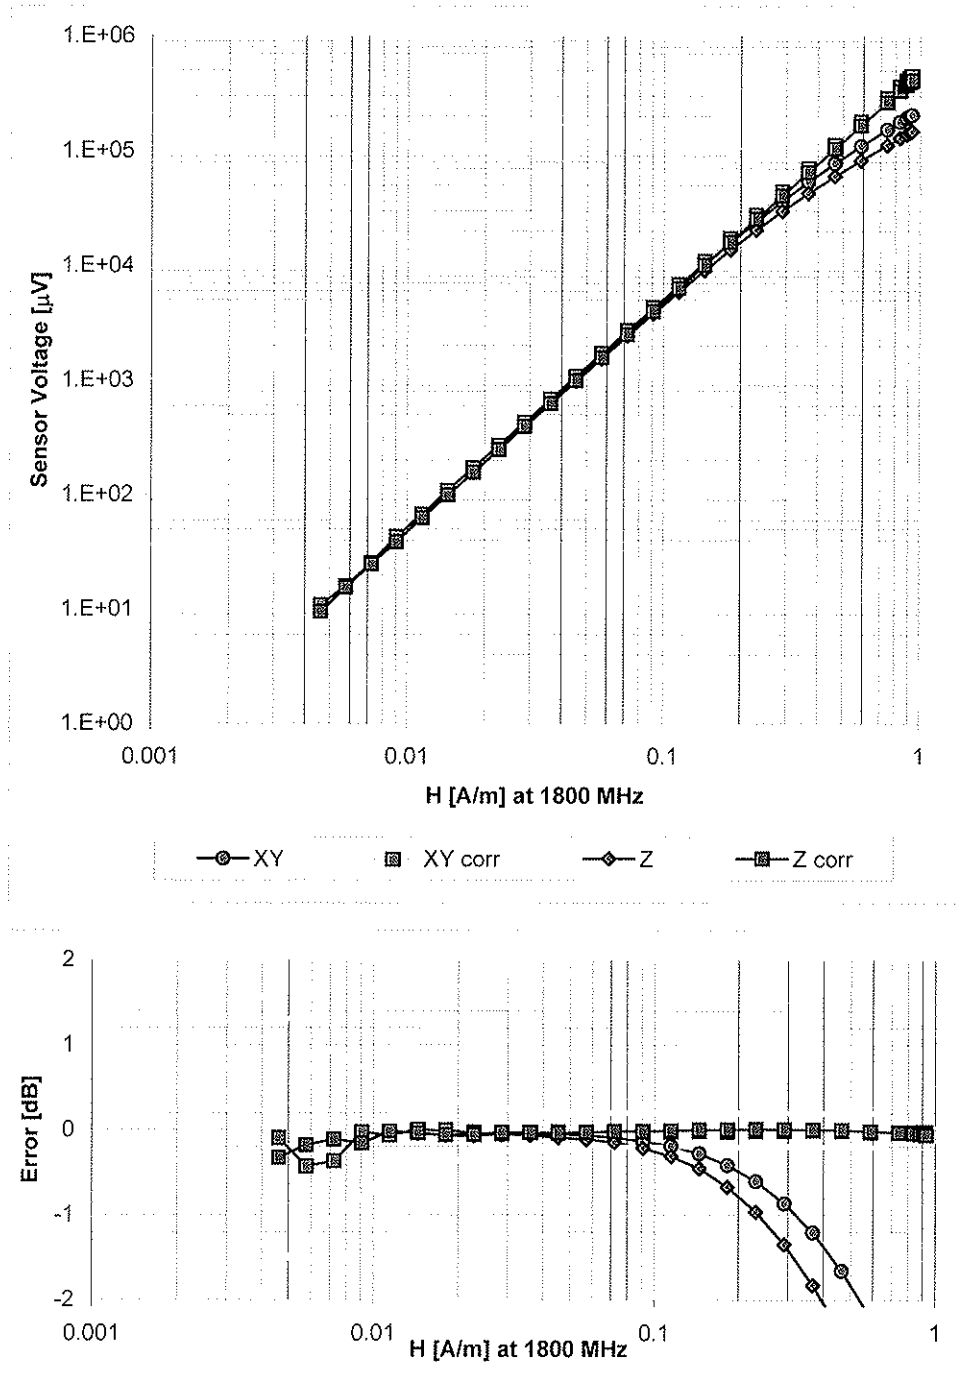 1.E+06
1.E+05
1.E+04
1.E+03
1.E+02
1.E+01
1.E+00
Sensor Voltage [µV]
0.001 0.01 0.1 1
H [A/m] at 1800 MHz
XY XY corr Z Z corr
2
1
0
-1
-2
Error [dB]
0.001 0.01 0.1 1
H [A/m] at 1800 MHz